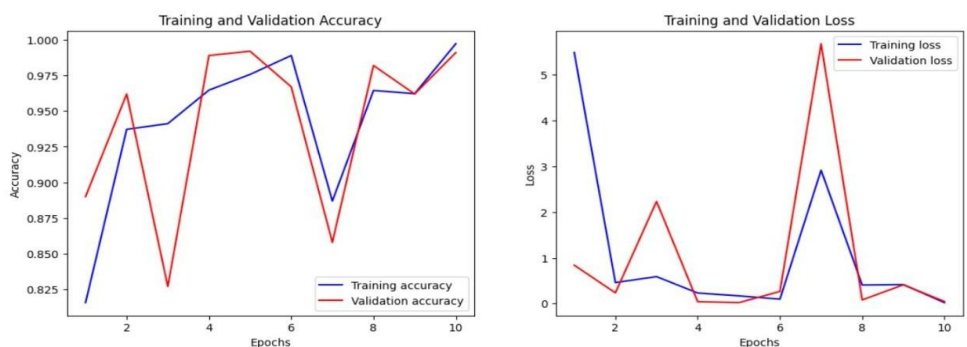 Training and Validation Accuracy
1.000
0.975
0.950
0.925
0.900
0.875
0.850
0.825
Accuracy
Training accuracy
Validation accuracy
2 4 6 8 10
Epochs
Training and Validation Loss
Training loss
Validation loss
5
4
3
2
1
0
Loss
2 4 6 8 10
Epochs